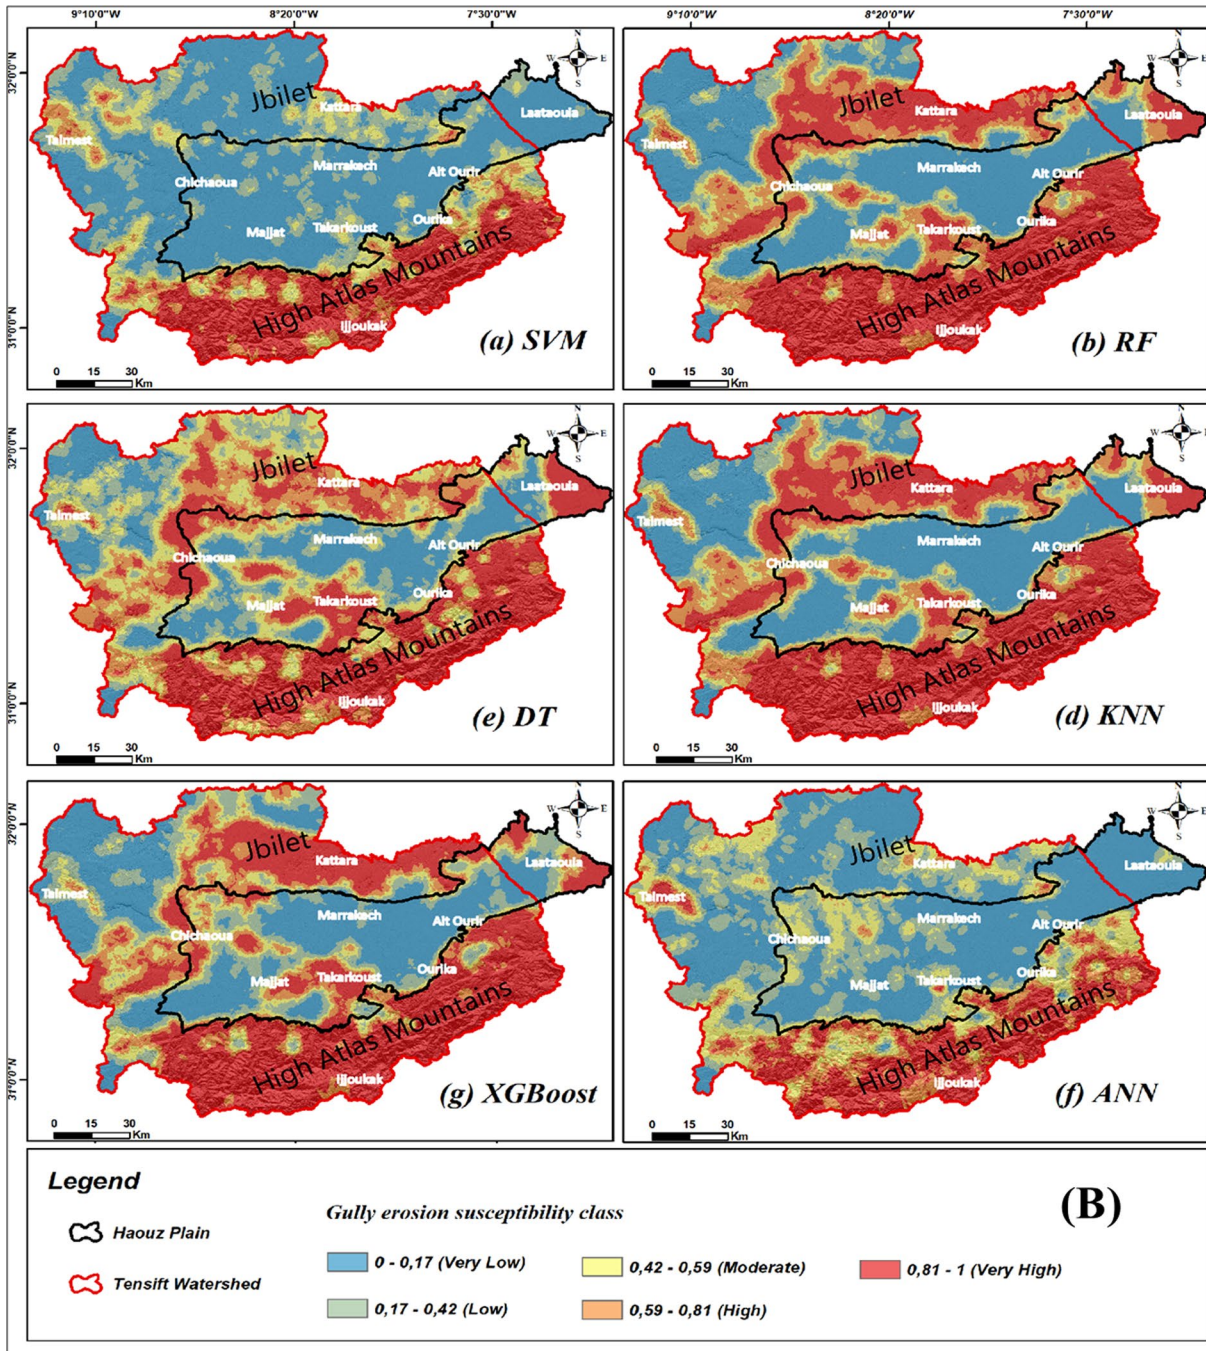 9°10'0"W 8°20'0"W 7°30'0"W 9°10'0"W 8°20'0"W 7°30'0"W
32°0'0"N
31°0'0"N
N
W E
S
Jbilet
Kattara
Laataouia
Talmest
Marrakech
Chichaoua
Ait Ourir
Ourika
Majjat
Takarkoust
High Atlas Mountains
Ijjoukak
(a) SVM
0 15 30
Km
N
W E
S
Jbilet
Kattara
Laataouia
Talmest
Marrakech
Chichaoua
Ait Ourir
Ourika
Majjat
Takarkoust
High Atlas Mountains
Ijjoukak
(b) RF
0 15 30
Km
32°0'0"N
31°0'0"N
N
W E
S
Jbilet
Kattara
Laataouia
Talmest
Marrakech
Chichaoua
Ait Ourir
Ourika
Majjat
Takarkoust
High Atlas Mountains
Ijjoukak
(e) DT
0 15 30
Km
N
W E
S
Jbilet
Kattara
Laataouia
Talmest
Marrakech
Chichaoua
Ait Ourir
Ourika
Majjat
Takarkoust
High Atlas Mountains
Ijjoukak
(d) KNN
0 15 30
Km
32°0'0"N
31°0'0"N
N
W E
S
Jbilet
Kattara
Laataouia
Talmest
Marrakech
Chichaoua
Ait Ourir
Ourika
Majjat
Takarkoust
High Atlas Mountains
Ijjoukak
(g) XGBoost
0 15 30
Km
N
W E
S
Jbilet
Kattara
Laataouia
Talmest
Marrakech
Chichaoua
Ait Ourir
Ourika
Majjat
Takarkoust
High Atlas Mountains
Ijjoukak
(f) ANN
0 15 30
Km
Legend
(B)
Gully erosion susceptibility class
Haouz Plain
Tensift Watershed
0 - 0,17 (Very Low)
0,42 - 0,59 (Moderate)
0,81 - 1 (Very High)
0,17 - 0,42 (Low)
0,59 - 0,81 (High)